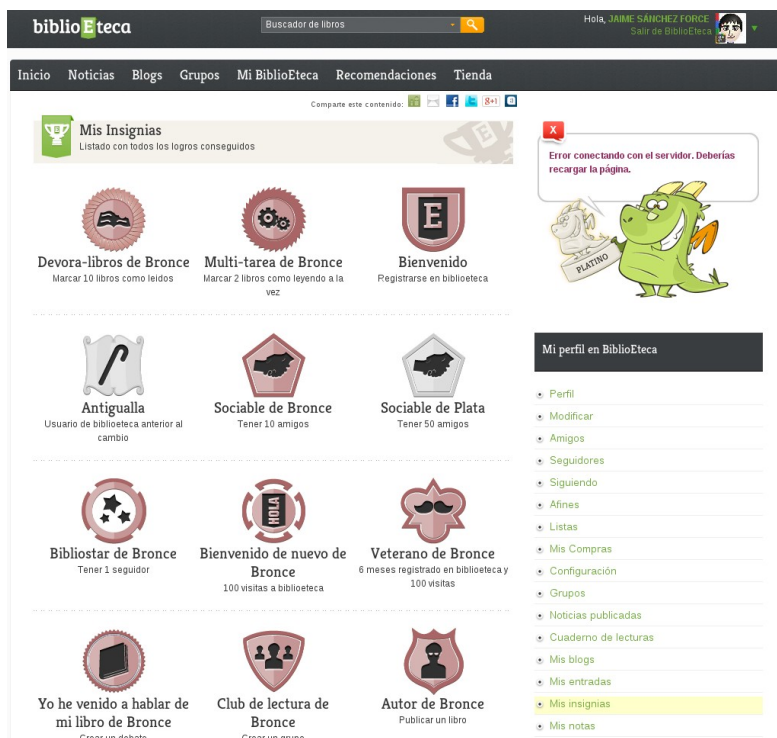 biblioEteca
Buscador de libros
Hola, JAIME SÁNCHEZ FORCE
Salir de BiblioEteca
Inicio Noticias Blogs Grupos Mi BiblioEteca Recomendaciones Tienda
Comparte este contenido:
g+1
Mis Insignias
Listado con todos los logros conseguidos
X
Error conectando con el servidor. Deberías
recargar la página.
PLATINO
E
Devora-libros de Bronce
Marcar 10 libros como leidos
Multi-tarea de Bronce
Marcar 2 libros como leyendo a la
vez
Bienvenido
Registrarse en biblioeteca
Antigualla
Usuario de biblioeteca anterior al
cambio
Sociable de Bronce
Tener 10 amigos
Sociable de Plata
Tener 50 amigos
HOLA
Bibliostar de Bronce
Tener 1 seguidor
Bienvenido de nuevo de
Bronce
100 visitas a biblioeteca
Veterano de Bronce
6 meses registrado en biblioeteca y
100 visitas
Yo he venido a hablar de
mi libro de Bronce
Crear un debate
Club de lectura de
Bronce
Crear un grupo
Autor de Bronce
Publicar un libro
Mi perfil en BiblioEteca
Perfil
Modificar
Amigos
Seguidores
Siguiendo
Afines
Listas
Mis Compras
Configuración
Grupos
Noticias publicadas
Cuaderno de lecturas
Mis blogs
Mis entradas
Mis insignias
Mis notas